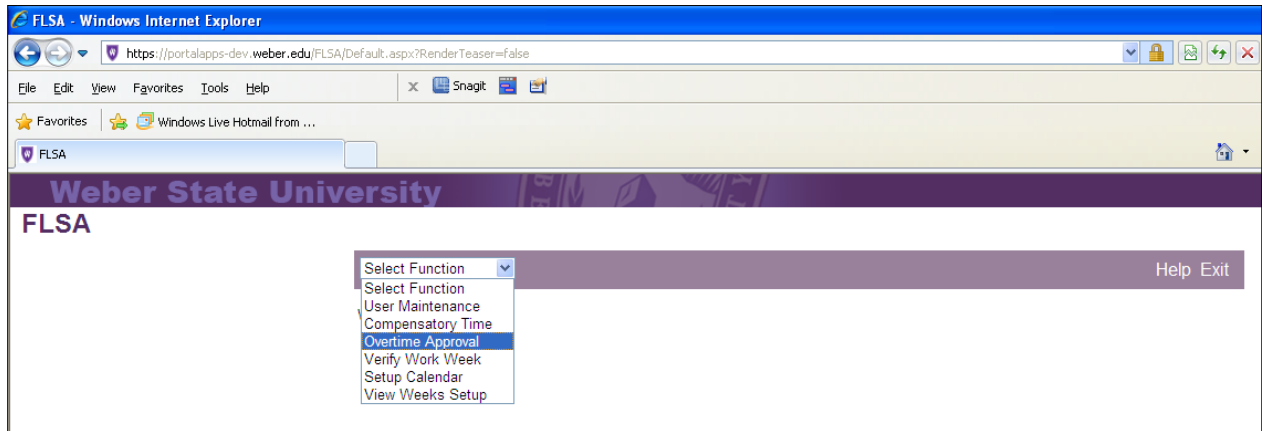 FLSA - Windows Internet Explorer
https://portalapps-dev.weber.edu/FLSA/Default.aspx?RenderTeaser=false
File Edit View Favorites Tools Help x Snagit
Favorites Windows Live Hotmail from ...
FLSA
Weber State University
FLSA
Select Function Help Exit
Select Function
User Maintenance
Compensatory Time
Overtime Approval
Verify Work Week
Setup Calendar
View Weeks Setup